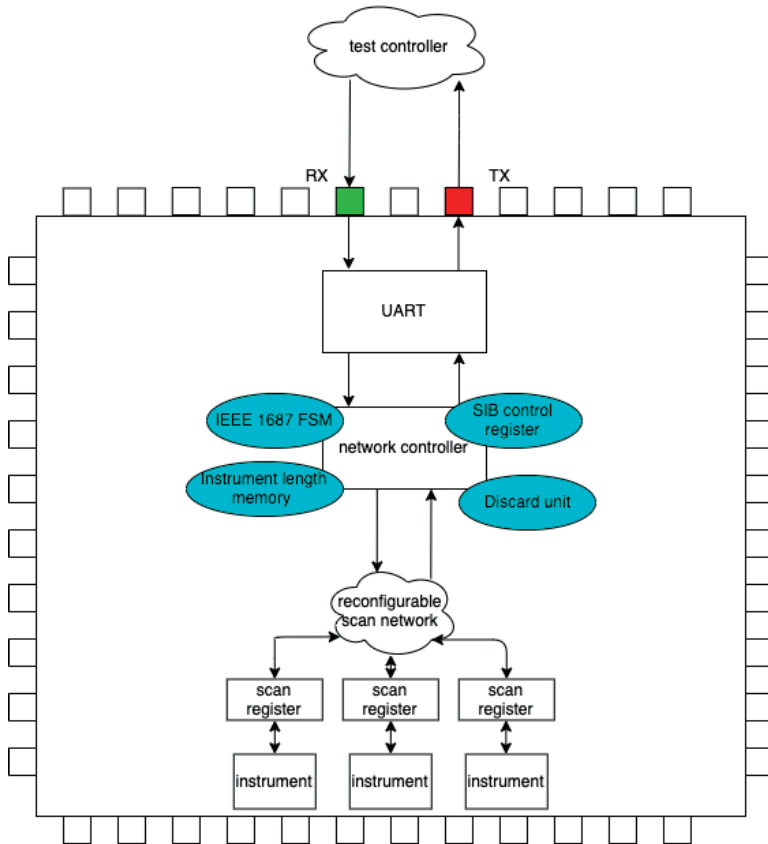 test controller
RX
TX
UART
IEEE 1687 FSM
SIB control
register
network controller
Instrument length
memory
Discard unit
reconfigurable
scan network
scan
register
scan
register
scan
register
instrument
instrument
instrument